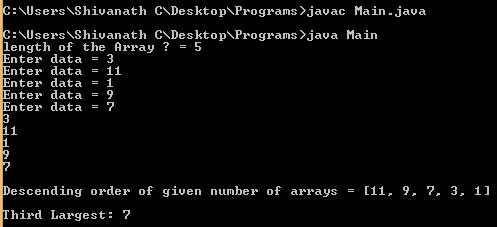 C:\Users\Shivanath C\Desktop\Programs>javac Main.java
C:\Users\Shivanath C\Desktop\Programs>java Main
length of the Array ? = 5
Enter data = 3
Enter data = 11
Enter data = 1
Enter data = 9
Enter data = 7
3
11
1
9
7
Descending order of given number of arrays = [11, 9, 7, 3, 1]
Third Largest: 7